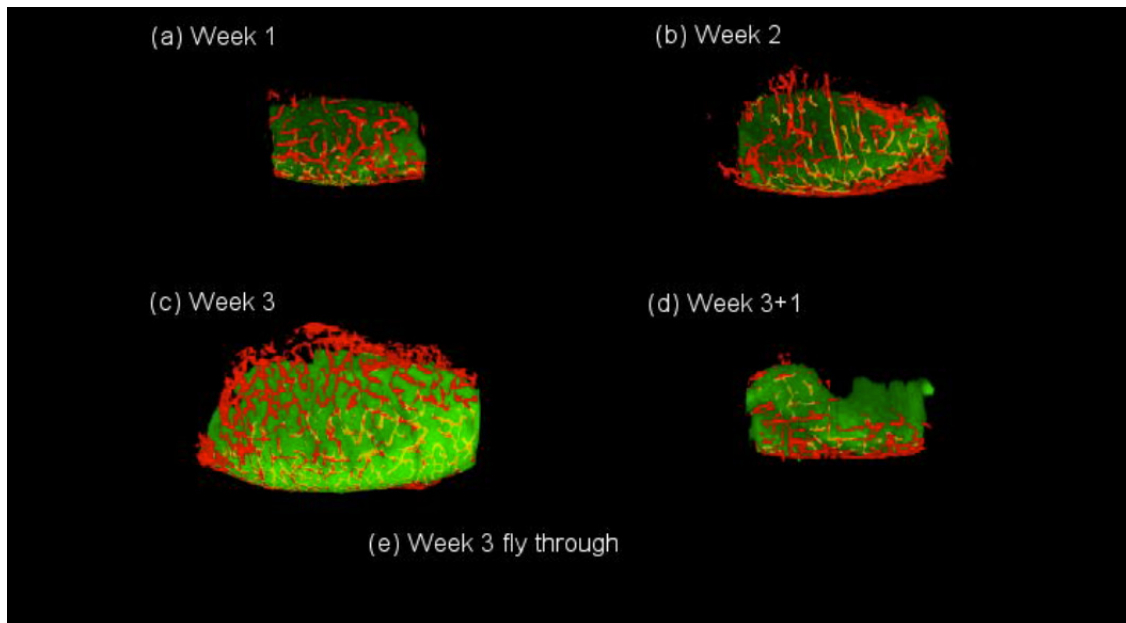 (a) Week 1
(b) Week 2
(c) Week 3
(d) Week 3+1
(e) Week 3 fly through